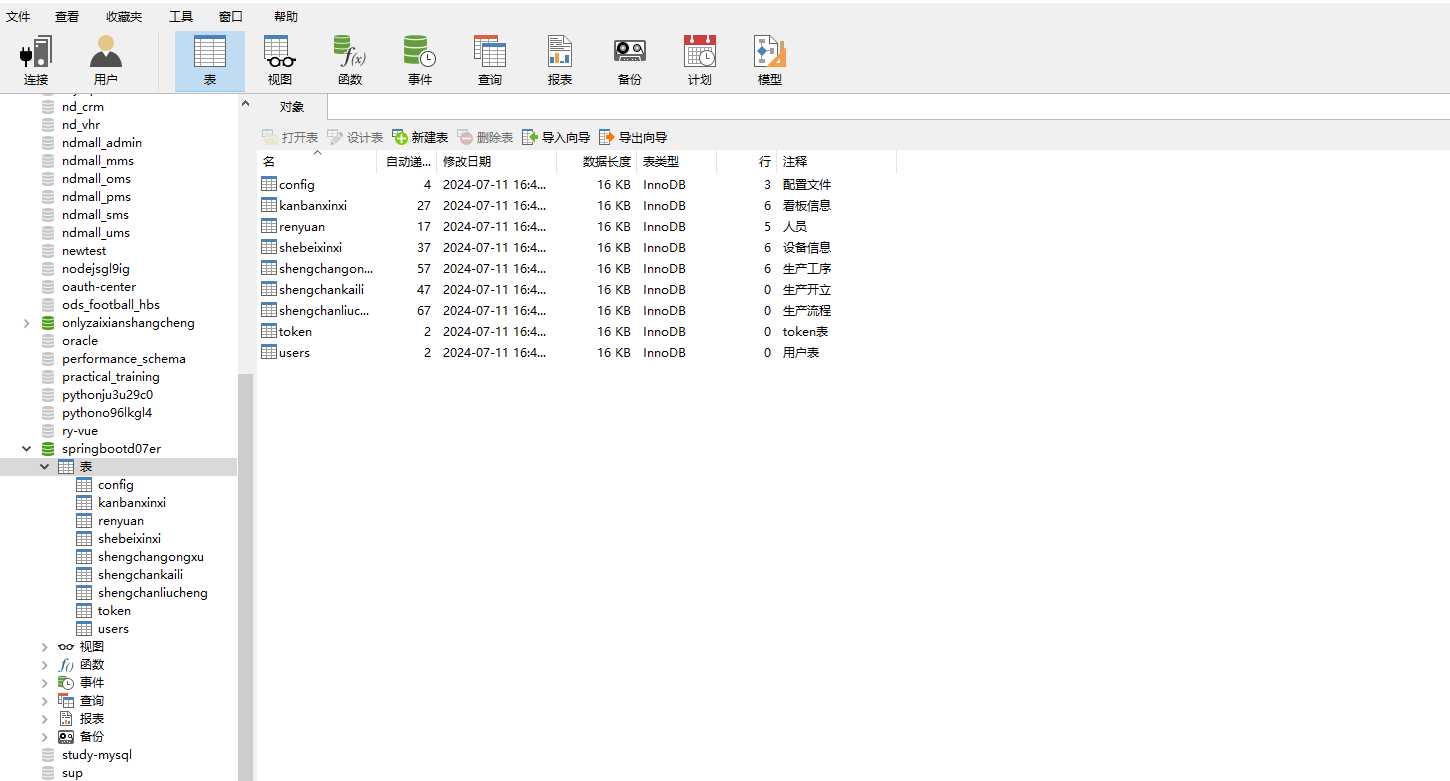 文件 查看 收藏夹 工具 窗口 帮助
连接 用户 表 视图 函数 事件 查询 报表 备份 计划 模型
nd_crm
nd_vhr
ndmall_admin
ndmall_mms
ndmall_oms
ndmall_pms
ndmall_sms
ndmall_ums
newtest
nodejsgl9ig
oauth-center
ods_football_hbs
onlyzaixianshangcheng
oracle
performance_schema
practical_training
pythonju3u29c0
pythono96lkgl4
ry-vue
springbootd07er
表
config
kanbanxinxi
renyuan
shebeixinxi
shengchangongxu
shengchankaili
shengchanliucheng
token
users
视图
函数
事件
查询
报表
备份
study-mysql
sup
对象
打开表 设计表 新建表 删除表 导入向导 导出向导
名 自动递... 修改日期 数据长度 表类型 行 注释
config 4 2024-07-11 16:4... 16 KB InnoDB 3 配置文件
kanbanxinxi 27 2024-07-11 16:4... 16 KB InnoDB 6 看板信息
renyuan 17 2024-07-11 16:4... 16 KB InnoDB 5 人员
shebeixinxi 37 2024-07-11 16:4... 16 KB InnoDB 6 设备信息
shengchangon... 57 2024-07-11 16:4... 16 KB InnoDB 6 生产工序
shengchankaili 47 2024-07-11 16:4... 16 KB InnoDB 0 生产开立
shengchanliuc... 67 2024-07-11 16:4... 16 KB InnoDB 0 生产流程
token 2 2024-07-11 16:4... 16 KB InnoDB 0 token表
users 2 2024-07-11 16:4... 16 KB InnoDB 0 用户表